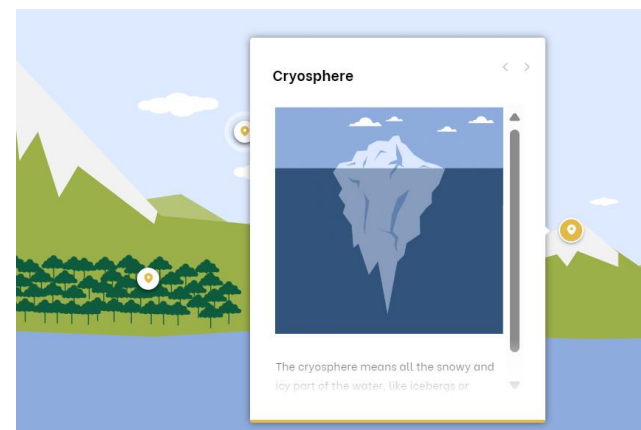 Cryosphere
The cryosphere means all the snowy and
icy part of the water, like icebergs or